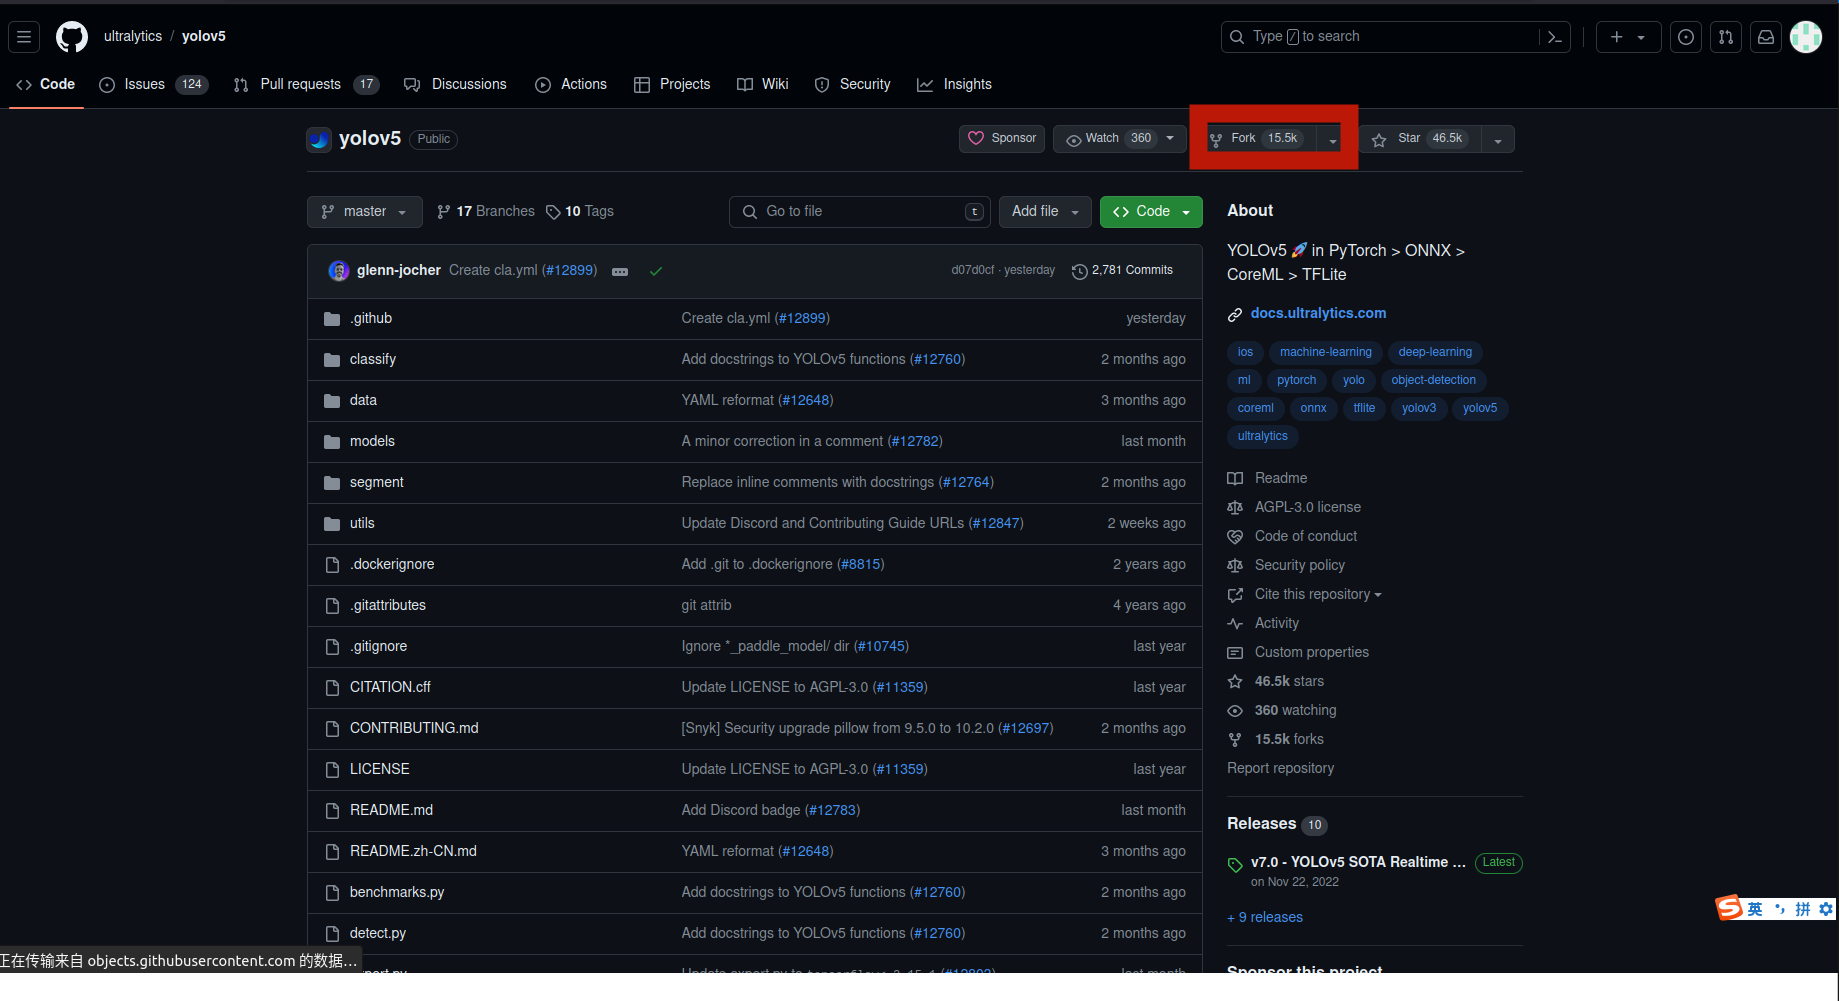 ultralytics / yolov5
Type / to search
Code Issues 124 Pull requests 17 Discussions Actions Projects Wiki Security Insights
yolov5 Public
Sponsor Watch 360 Fork 15.5k Star 46.5k
master 17 Branches 10 Tags Go to file t Add file Code
glenn-jocher Create cla.yml (#12899) d07d0cf · yesterday 2,781 Commits
.github Create cla.yml (#12899) yesterday
classify Add docstrings to YOLOv5 functions (#12760) 2 months ago
data YAML reformat (#12648) 3 months ago
models A minor correction in a comment (#12782) last month
segment Replace inline comments with docstrings (#12764) 2 months ago
utils Update Discord and Contributing Guide URLs (#12847) 2 weeks ago
.dockerignore Add .git to .dockerignore (#8815) 2 years ago
.gitattributes git attrib 4 years ago
.gitignore Ignore *_paddle_model/ dir (#10745) last year
CITATION.cff Update LICENSE to AGPL-3.0 (#11359) last year
CONTRIBUTING.md [Snyk] Security upgrade pillow from 9.5.0 to 10.2.0 (#12697) 2 months ago
LICENSE Update LICENSE to AGPL-3.0 (#11359) last year
README.md Add Discord badge (#12783) last month
README.zh-CN.md YAML reformat (#12648) 3 months ago
benchmarks.py Add docstrings to YOLOv5 functions (#12760) 2 months ago
detect.py Add docstrings to YOLOv5 functions (#12760) 2 months ago
About
YOLOv5 🚀 in PyTorch > ONNX >
CoreML > TFLite
docs.ultralytics.com
ios machine-learning deep-learning
ml pytorch yolo object-detection
coreml onnx tflite yolov3 yolov5
ultralytics
Readme
AGPL-3.0 license
Code of conduct
Security policy
Cite this repository
Activity
Custom properties
46.5k stars
360 watching
15.5k forks
Report repository
Releases 10
v7.0 - YOLOv5 SOTA Realtime ... Latest
on Nov 22, 2022
+ 9 releases
Sponsor this project
正在传输来自 objects.githubusercontent.com 的数据…
S 英 拼